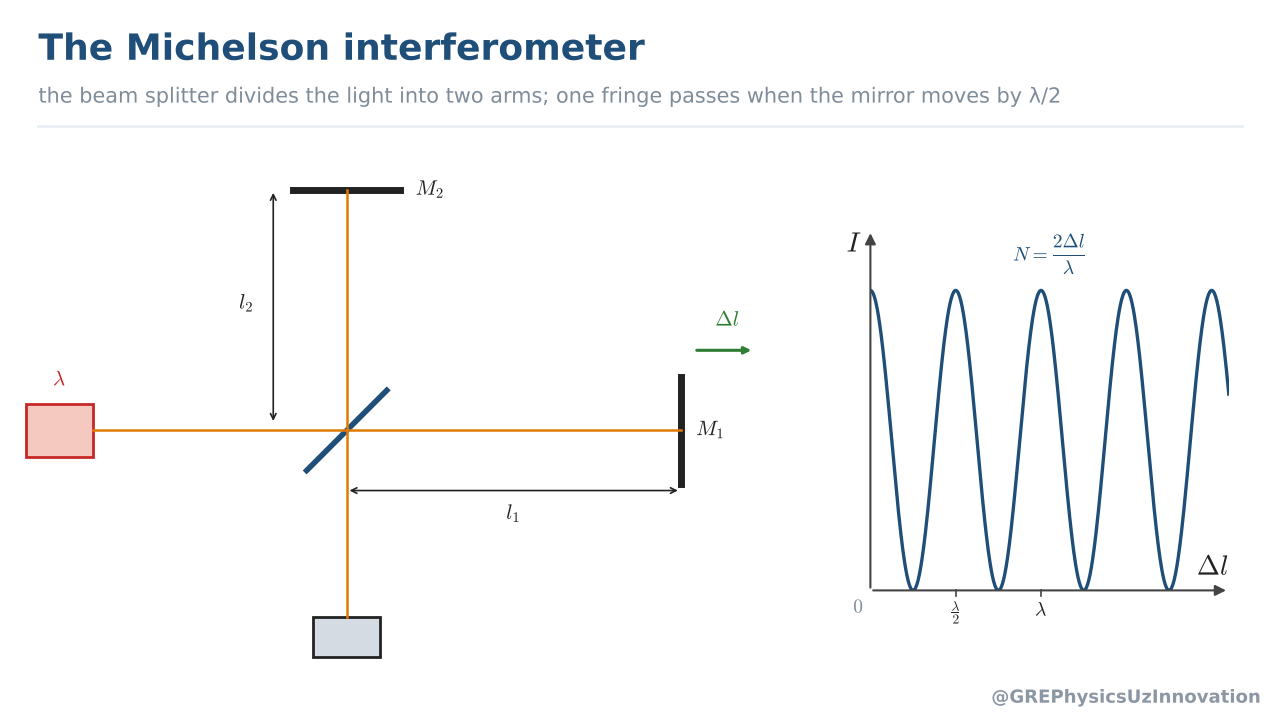 The Michelson interferometer
the beam splitter divides the light into two arms; one fringe passes when the mirror moves by λ/2
M₂
l₂
λ
Δl
M₁
l₁
I
N = 2Δl/λ
Δl
0
λ/2
λ
@GREPhysicsUzInnovation